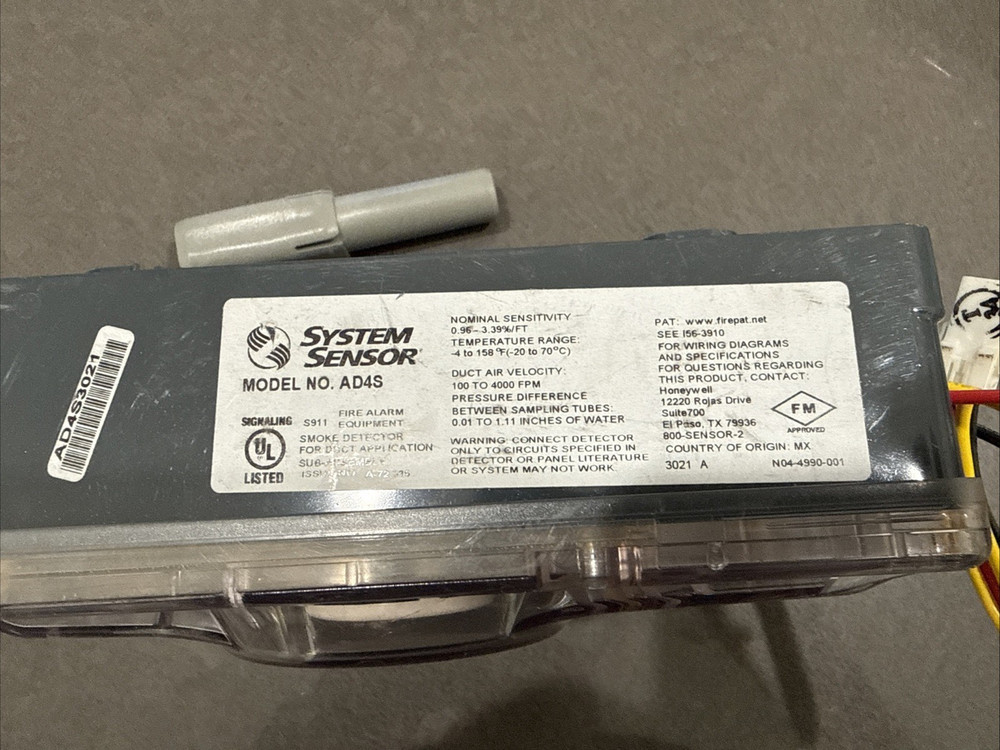 AD4S3021
SYSTEM
SENSOR
MODEL NO. AD4S
SIGNALING
UL
LISTED
S911 FIRE ALARM
EQUIPMENT
SMOKE DETECTOR
FOR DUCT APPLICATION
NOMINAL SENSITIVITY
0.96 - 3.39%/FT
TEMPERATURE RANGE:
-4 to 158 °F(-20 to 70°C)
DUCT AIR VELOCITY:
100 TO 4000 FPM
PRESSURE DIFFERENCE
BETWEEN SAMPLING TUBES:
0.01 TO 1.11 INCHES OF WATER
WARNING: CONNECT DETECTOR
ONLY TO CIRCUITS SPECIFIED IN
DETECTOR OR PANEL LITERATURE
OR SYSTEM MAY NOT WORK.
PAT: www.firepat.net
SEE I56-3910
FOR WIRING DIAGRAMS
AND SPECIFICATIONS
FOR QUESTIONS REGARDING
THIS PRODUCT, CONTACT:
Honeywell
12220 Rojas Drive
Suite700
El Paso, TX 79936
800-SENSOR-2
COUNTRY OF ORIGIN: MX
3021 A N04-4990-001
FM
APPROVED